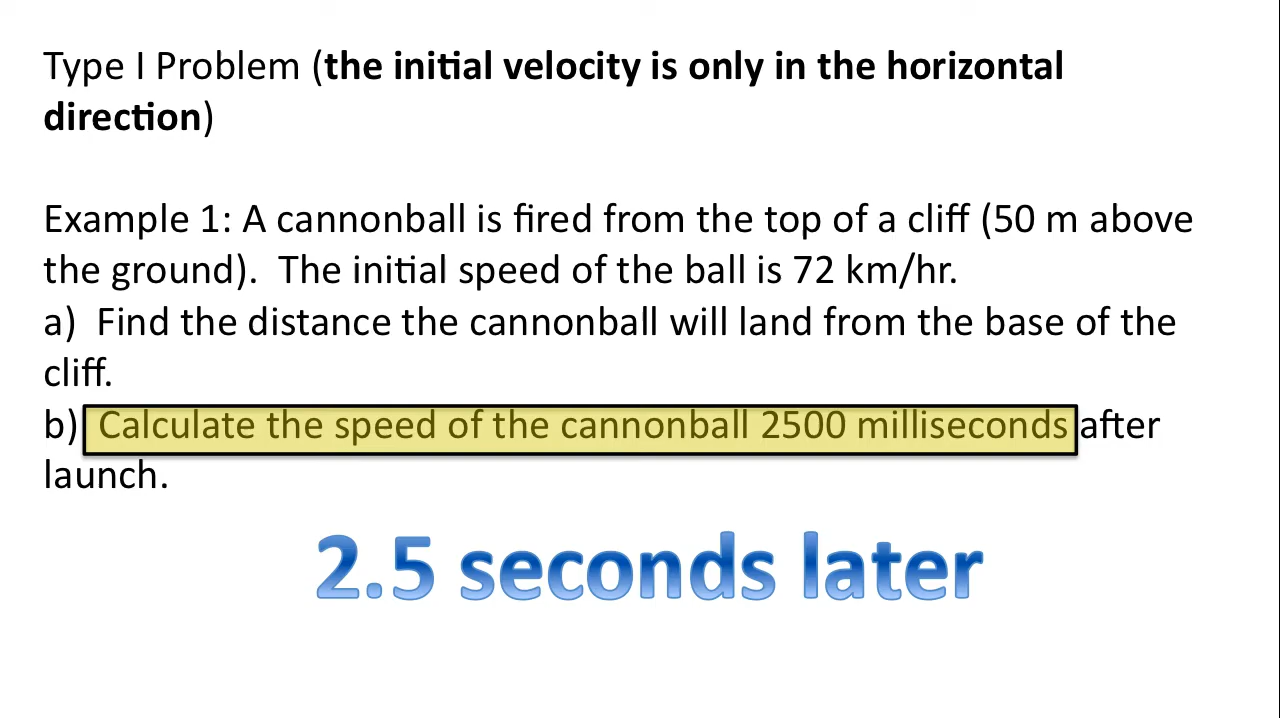 Type I Problem (the initial velocity is only in the horizontal
direction)
Example 1: A cannonball is fired from the top of a cliff (50 m above
the ground).  The initial speed of the ball is 72 km/hr.
a)  Find the distance the cannonball will land from the base of the
cliff.
b)  Calculate the speed of the cannonball 2500 milliseconds after
launch.
2.5 seconds later